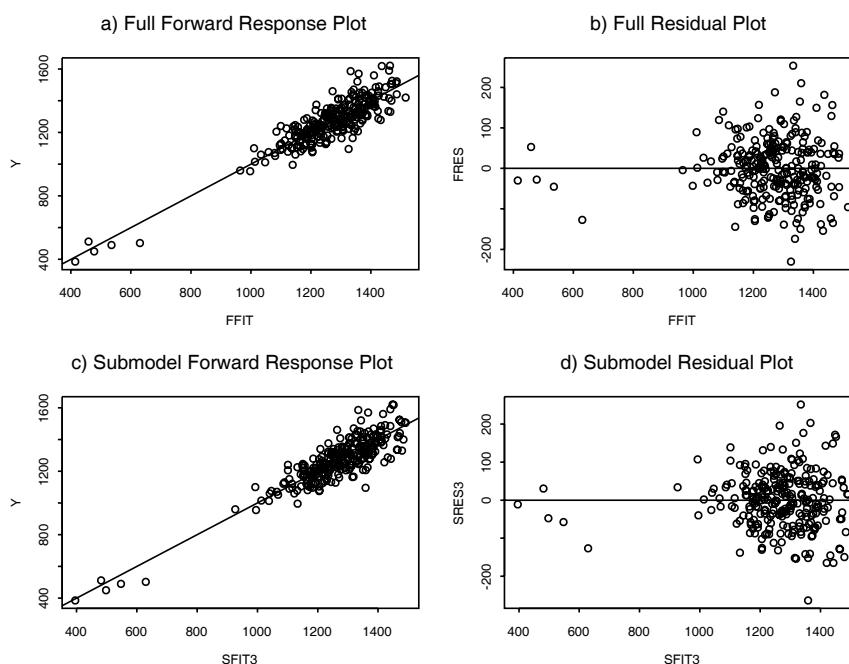 a) Full Forward Response Plot
Y
400 800 1200 1600
400 600 800 1000 1200 1400
FFIT
b) Full Residual Plot
FRES
-200 0 100 200
400 600 800 1000 1200 1400
FFIT
c) Submodel Forward Response Plot
Y
400 800 1200 1600
400 600 800 1000 1200 1400
SFIT3
d) Submodel Residual Plot
SRES3
-200 0 100 200
400 600 800 1000 1200 1400
SFIT3